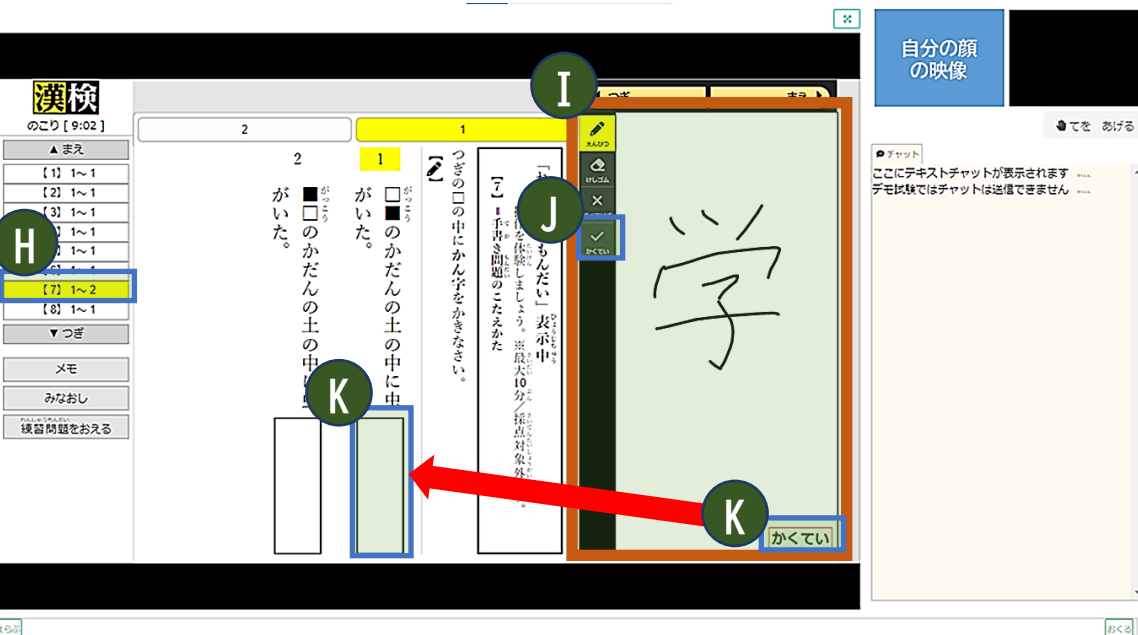 漢検
のこり [ 9:02 ]
▲まえ
【1】 1～1
【2】 1～1
【3】 1～1
1～1
1～1
1～1
【7】 1～2
【8】 1～1
▼つぎ
メモ
みなおし
練習問題をおえる
H
2
1
つぎ
まえ
I
J
K
K
「
もんだい」表示中
【7】
手書き問題のこたえかた
を体験しましょう。※最大10分／採点対象外
つぎの□の中にかん字をかきなさい。
1
□■のかだんの土の中に虫
がいた。
2
■□のかだんの土の中に
がいた。
えんぴつ
けしゴム
かくてい
学
かくてい
自分の顔
の映像
てを あげる
チャット
ここにテキストチャットが表示されます
デモ試験ではチャットは送信できません
おくる